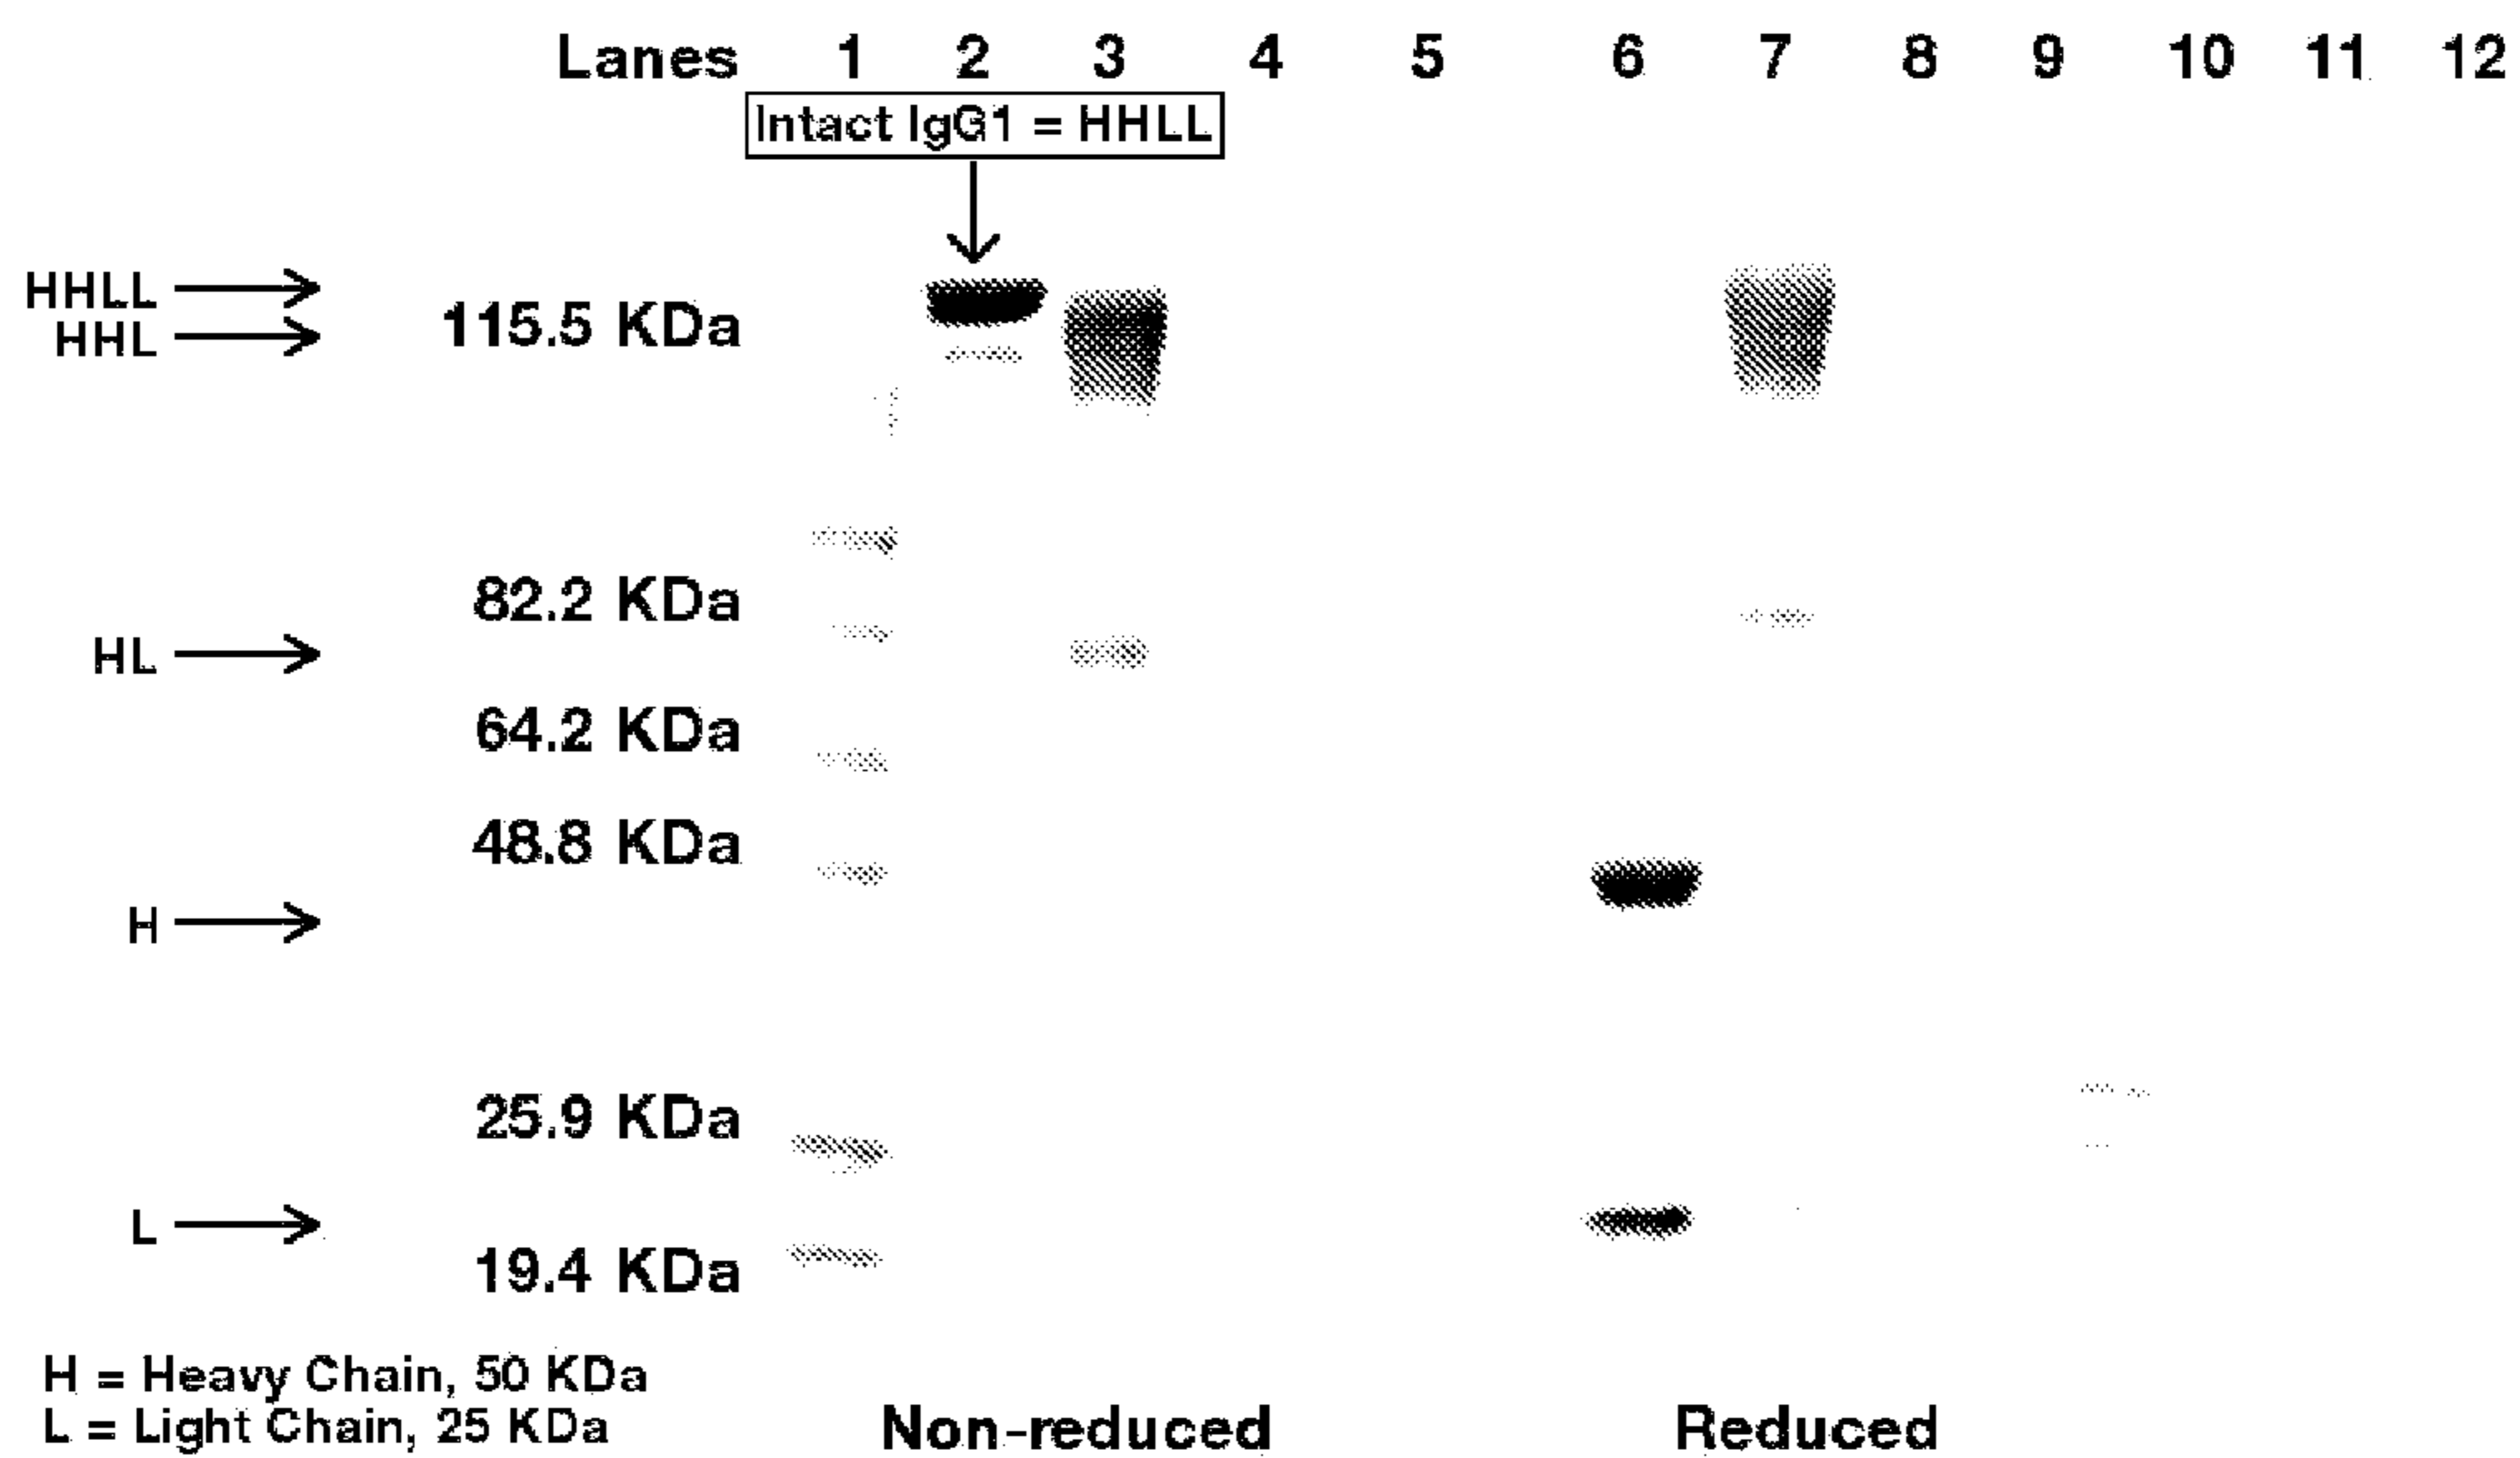 Lanes 1 2 3 4 5 6 7 8 9 10 11 12
Intact IgG1 = HHLL
HHLL
115.5 KDa
HHL
82.2 KDa
HL
64.2 KDa
48.8 KDa
H
25.9 KDa
L
19.4 KDa
H = Heavy Chain, 50 KDa
L = Light Chain, 25 KDa
Non-reduced Reduced